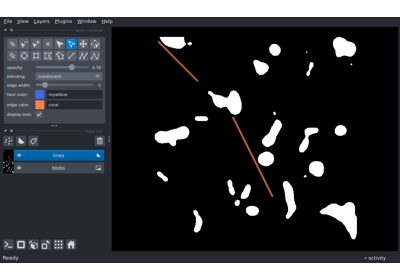 File View Layers Plugins Window Help
opacity: 0.70
blending: translucent
edge width: 5
face color: royalblue
edge color: coral
display text:
lines
blobs
Ready
activity